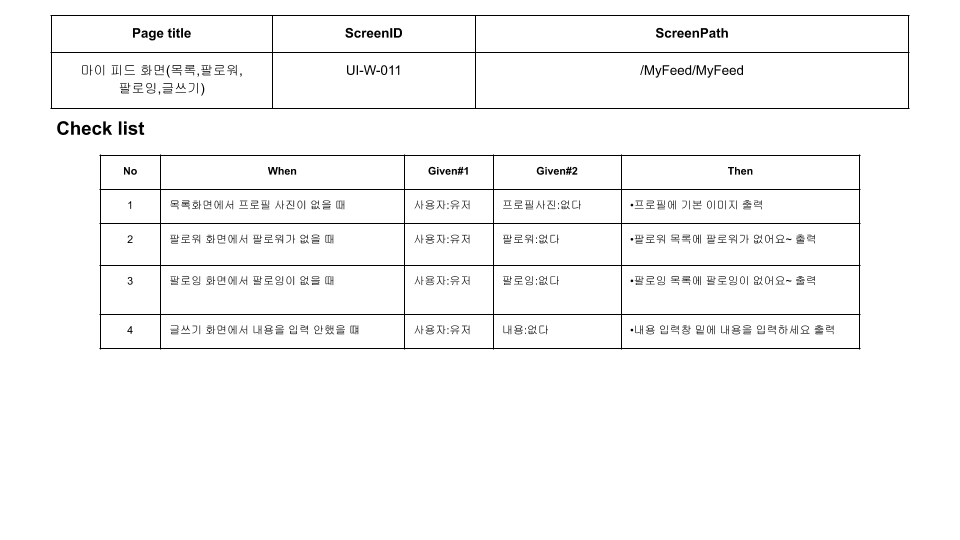 Page title ScreenID ScreenPath
마이 피드 화면(목록,팔로워, UI-W-011 /MyFeed/MyFeed
팔로잉,글쓰기)
Check list
No When Given#1 Given#2 Then
1 목록화면에서 프로필 사진이 없을 때 사용자:유저 프로필사진:없다 •프로필에 기본 이미지 출력
2 팔로워 화면에서 팔로워가 없을 때 사용자:유저 팔로워:없다 •팔로워 목록에 팔로워가 없어요~ 출력
3 팔로잉 화면에서 팔로잉이 없을 때 사용자:유저 팔로잉:없다 •팔로잉 목록에 팔로잉이 없어요~ 출력
4 글쓰기 화면에서 내용을 입력 안했을 떄 사용자:유저 내용:없다 •내용 입력창 밑에 내용을 입력하세요 출력